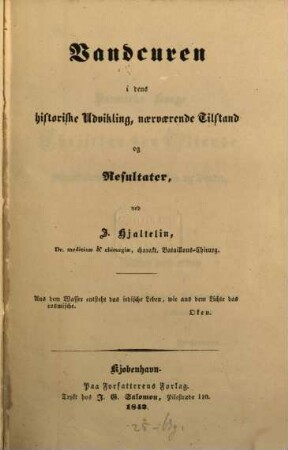 Vandcuren
i dens
historiske Udvikling, nærværende Tilstand
og
Resultater,
ved
J. Hjaltelin,
Dr. medicinæ & chirurgiæ, charakt. Bataillons-Chirurg.
Aus dem Wasser entsteht das irdische Leben, wie aus dem Lichte das
cosmische.
Oken.
Kjøbenhavn.
Paa Forfatterens Forlag.
Trykt hos J. G. Salomon, Pilestræde 110.
1843.